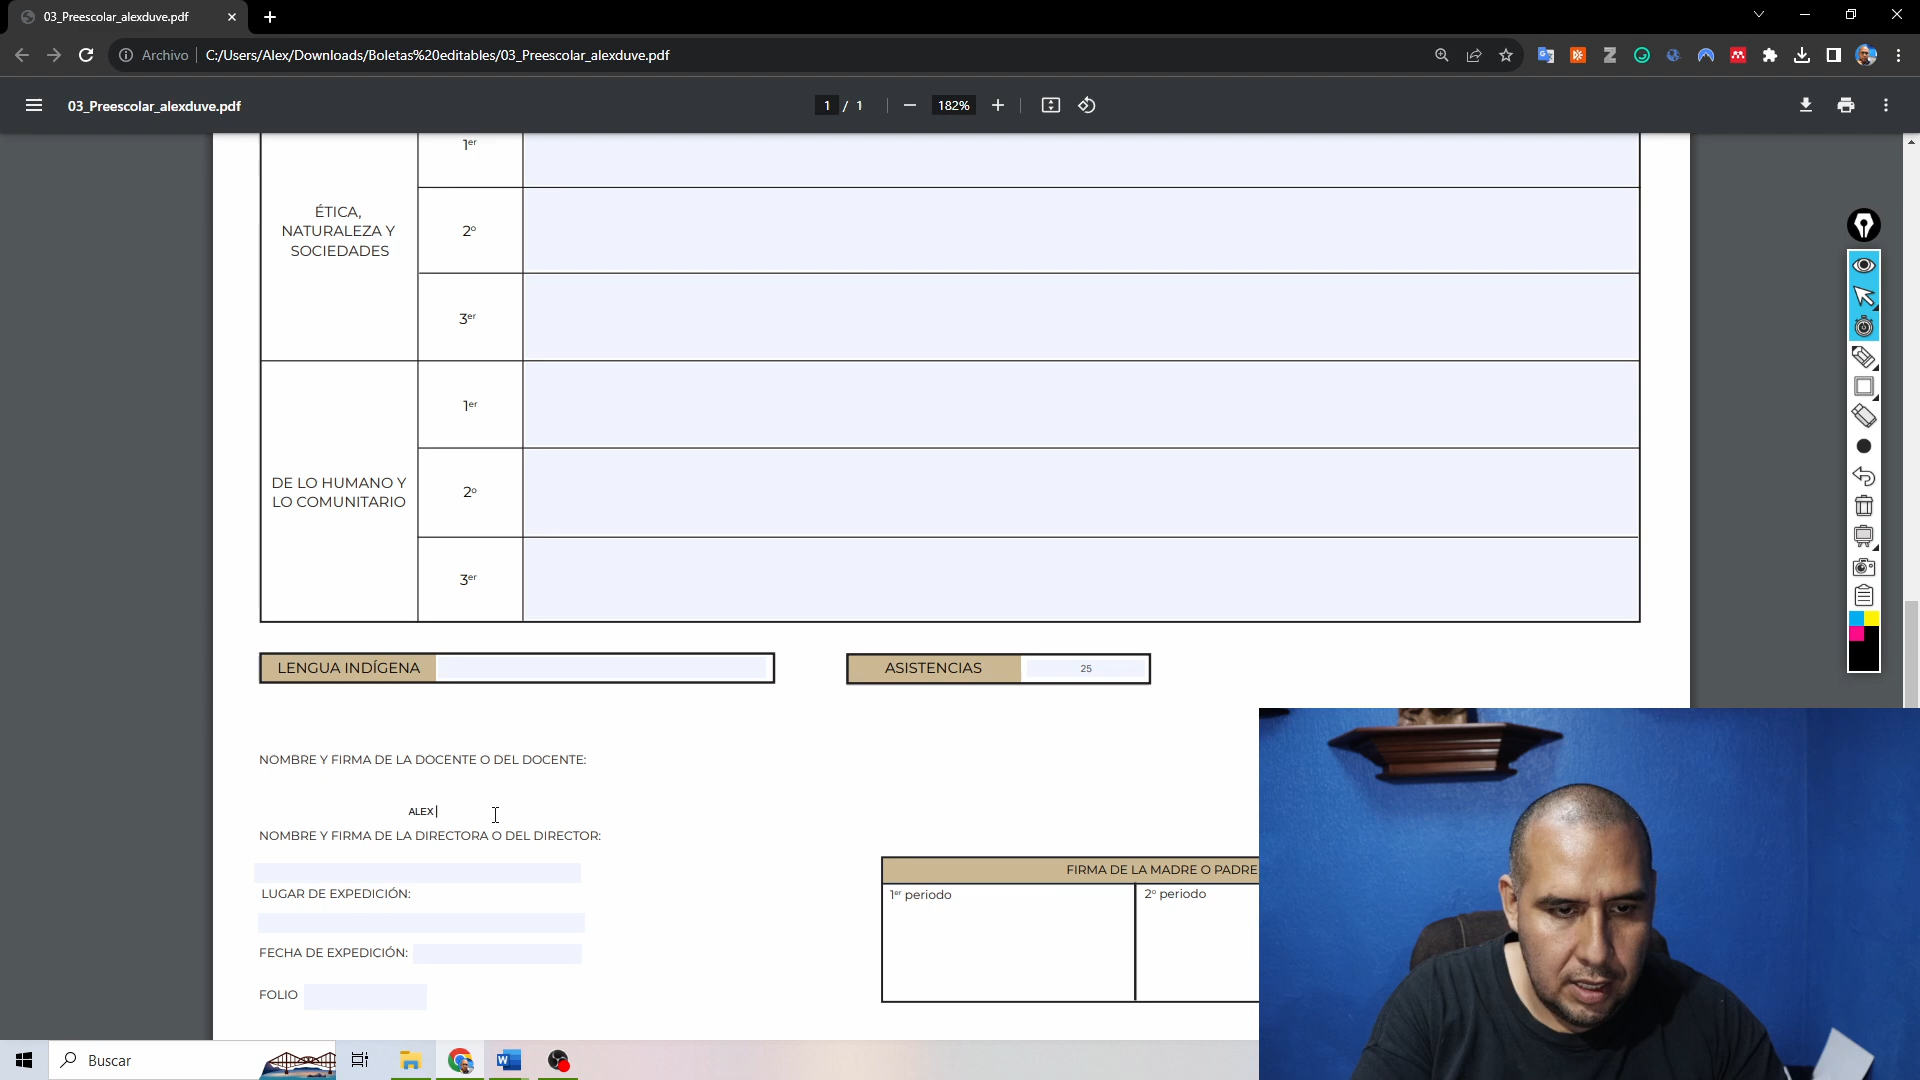 03_Preescolar_alexduve.pdf
Archivo
C:/Users/Alex/Downloads/Boletas%20editables/03_Preescolar_alexduve.pdf
03_Preescolar_alexduve.pdf
1 / 1
182%
1er
ÉTICA,
NATURALEZA Y
SOCIEDADES
2º
3er
1er
DE LO HUMANO Y
LO COMUNITARIO
2º
3er
LENGUA INDÍGENA
ASISTENCIAS
25
NOMBRE Y FIRMA DE LA DOCENTE O DEL DOCENTE:
ALEX
NOMBRE Y FIRMA DE LA DIRECTORA O DEL DIRECTOR:
LUGAR DE EXPEDICIÓN:
FECHA DE EXPEDICIÓN:
FOLIO
FIRMA DE LA MADRE O PADRE
1er periodo
2º periodo
Buscar